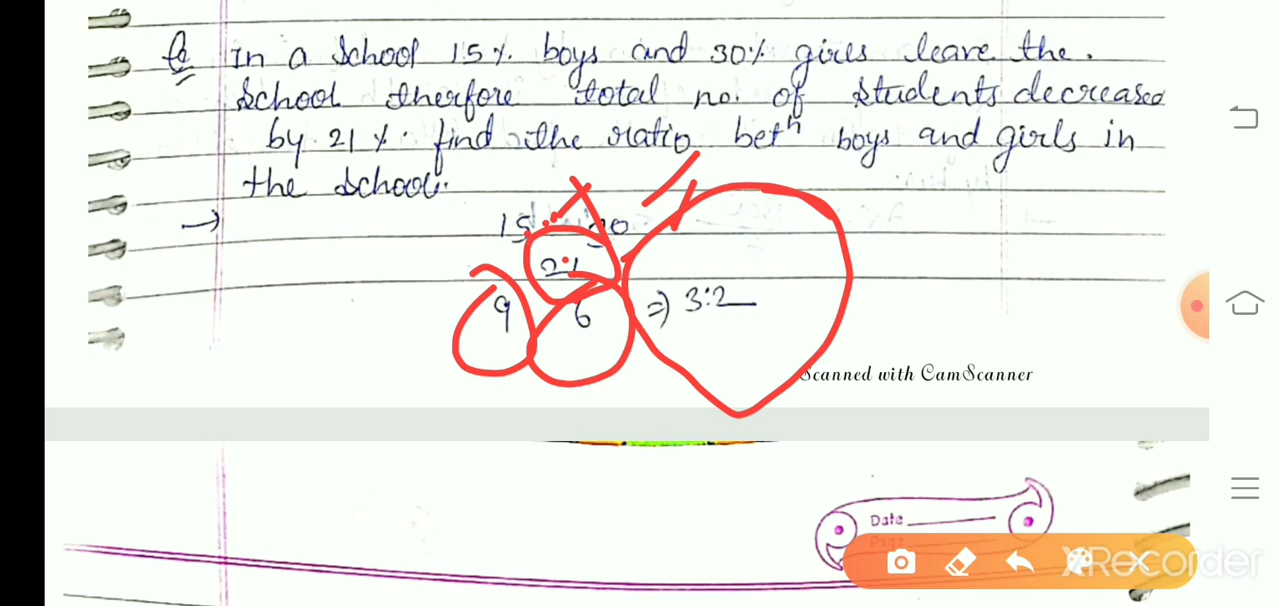 Q In a school 15% boys and 30% girls leave the.
school therfore total no. of students decreased
by 21%. find the ratio betⁿ boys and girls in
the school.
→ 15 30
21
9 6 ⇒ 3:2
Scanned with CamScanner
Date
XRecorder